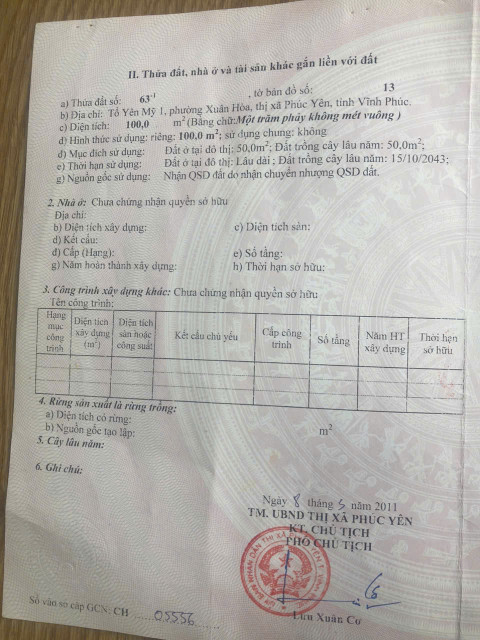 II. Thửa đất, nhà ở và tài sản khác gắn liền với đất
a) Thửa đất số: 63⁻¹ , tờ bản đồ số: 13
b) Địa chỉ: Tổ Yên Mỹ 1, phường Xuân Hòa, thị xã Phúc Yên, tỉnh Vĩnh Phúc.
c) Diện tích: 100,0 m² (Bằng chữ: Một trăm phảy không mét vuông )
d) Hình thức sử dụng: riêng: 100,0 m²; sử dụng chung: không
đ) Mục đích sử dụng: Đất ở tại đô thị: 50,0m²; Đất trồng cây lâu năm: 50,0m²;
e) Thời hạn sử dụng: Đất ở tại đô thị: Lâu dài ; Đất trồng cây lâu năm: 15/10/2043;
g) Nguồn gốc sử dụng: Nhận QSD đất do nhận chuyển nhượng QSD đất.
2. Nhà ở: Chưa chứng nhận quyền sở hữu
Địa chỉ:
b) Diện tích xây dựng: c) Diện tích sàn:
d) Kết cấu:
đ) Cấp (Hạng): e) Số tầng:
g) Năm hoàn thành xây dựng: h) Thời hạn sở hữu:
3. Công trình xây dựng khác: Chưa chứng nhận quyền sở hữu
Tên công trình:
Hạng mục công trình
Diện tích xây dựng (m²)
Diện tích sàn hoặc công suất
Kết cấu chủ yếu
Cấp công trình
Số tầng
Năm HT xây dựng
Thời hạn sở hữu
4. Rừng sản xuất là rừng trồng:
a) Diện tích có rừng: m²
b) Nguồn gốc tạo lập:
5. Cây lâu năm:
6. Ghi chú:
Ngày 8 tháng 5 năm 2011
TM. UBND THỊ XÃ PHÚC YÊN
KT. CHỦ TỊCH
PHÓ CHỦ TỊCH
Lưu Xuân Cơ
Số vào sổ cấp GCN: CH 05556